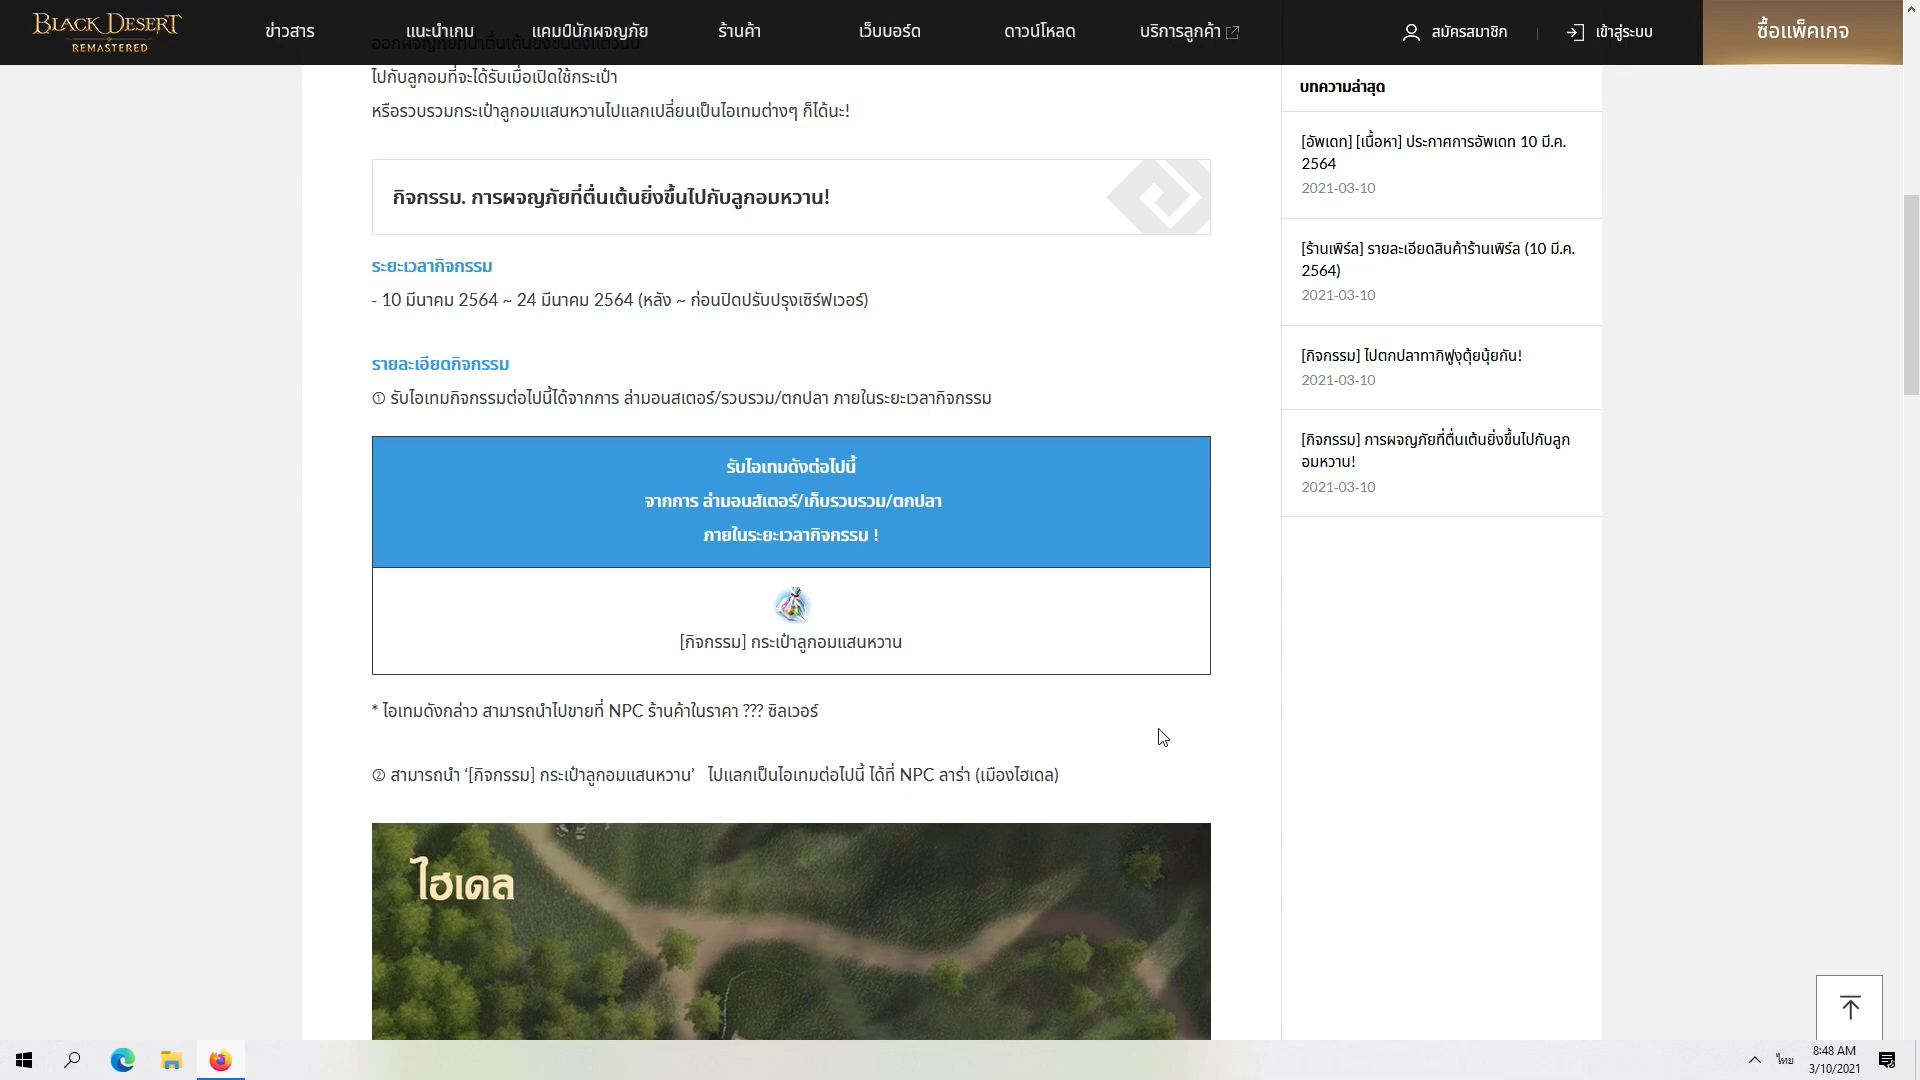 BLACK DESERT
REMASTERED
ข่าวสาร
แนะนำเกม
แคมป์นักผจญภัย
ร้านค้า
เว็บบอร์ด
ดาวน์โหลด
บริการลูกค้า
สมัครสมาชิก
เข้าสู่ระบบ
ซื้อแพ็คเกจ
ไปกับลูกอมที่จะได้รับเมื่อเปิดใช้กระเป๋า
หรือรวบรวมกระเป๋าลูกอมแสนหวานไปแลกเปลี่ยนเป็นไอเทมต่างๆ ก็ได้นะ!
กิจกรรม. การผจญภัยที่ตื่นเต้นยิ่งขึ้นไปกับลูกอมหวาน!
ระยะเวลากิจกรรม
- 10 มีนาคม 2564 ~ 24 มีนาคม 2564 (หลัง ~ ก่อนปิดปรับปรุงเซิร์ฟเวอร์)
รายละเอียดกิจกรรม
① รับไอเทมกิจกรรมต่อไปนี้ได้จากการ ล่ามอนสเตอร์/รวบรวม/ตกปลา ภายในระยะเวลากิจกรรม
รับไอเทมดังต่อไปนี้
จากการ ล่ามอนส์เตอร์/เก็บรวบรวม/ตกปลา
ภายในระยะเวลากิจกรรม !
[กิจกรรม] กระเป๋าลูกอมแสนหวาน
* ไอเทมดังกล่าว สามารถนำไปขายที่ NPC ร้านค้าในราคา ??? ซิลเวอร์
② สามารถนำ ‘[กิจกรรม] กระเป๋าลูกอมแสนหวาน’ ไปแลกเป็นไอเทมต่อไปนี้ ได้ที่ NPC ลาร่า (เมืองไฮเดล)
ไฮเดล
บทความล่าสุด
[อัพเดท] [เนื้อหา] ประกาศการอัพเดท 10 มี.ค.
2564
2021-03-10
[ร้านเพิร์ล] รายละเอียดสินค้าร้านเพิร์ล (10 มี.ค.
2564)
2021-03-10
[กิจกรรม] ไปตกปลาทากิฟูงุตุ้ยนุ้ยกัน!
2021-03-10
[กิจกรรม] การผจญภัยที่ตื่นเต้นยิ่งขึ้นไปกับลูก
อมหวาน!
2021-03-10
ไทย
8:48 AM
3/10/2021